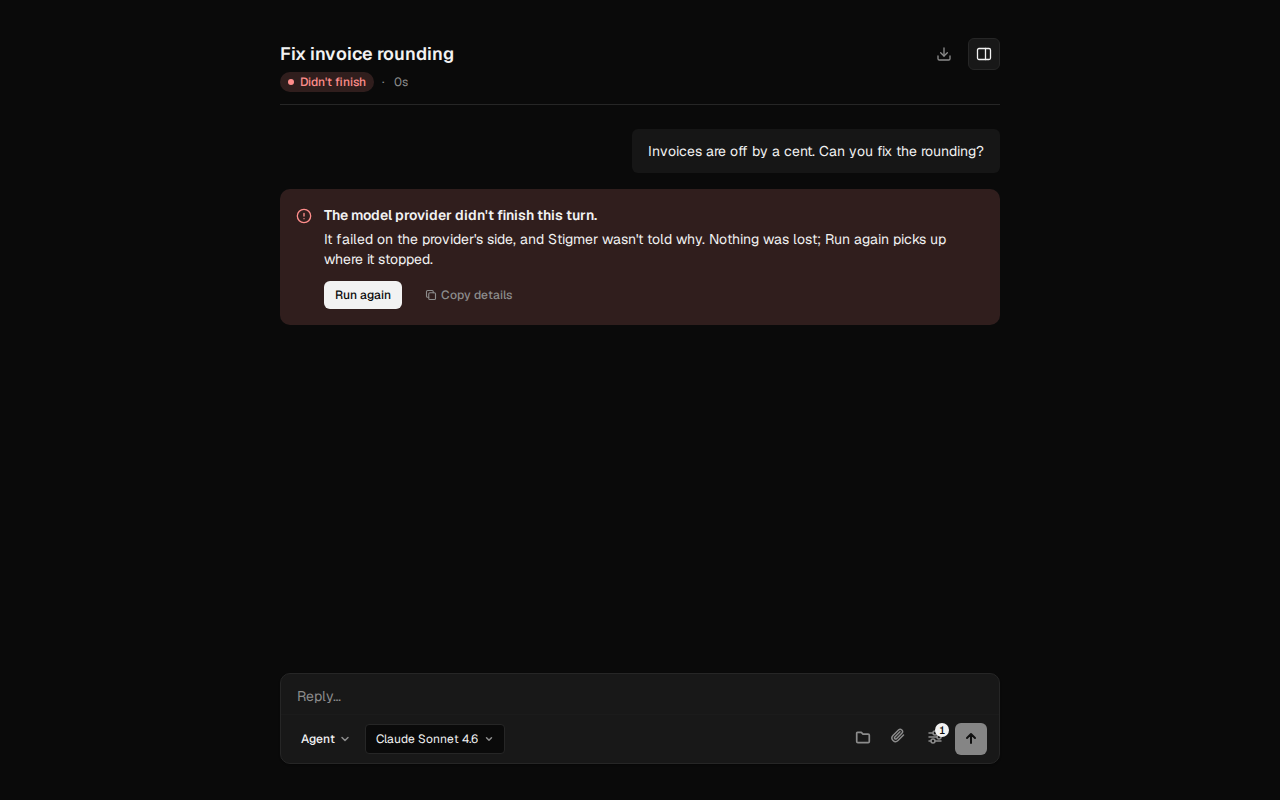 Fix invoice rounding
Didn't finish · 0s
Invoices are off by a cent. Can you fix the rounding?
The model provider didn't finish this turn.
It failed on the provider's side, and Stigmer wasn't told why. Nothing was lost; Run again picks up
where it stopped.
Run again
Copy details
Reply...
Agent
Claude Sonnet 4.6
1